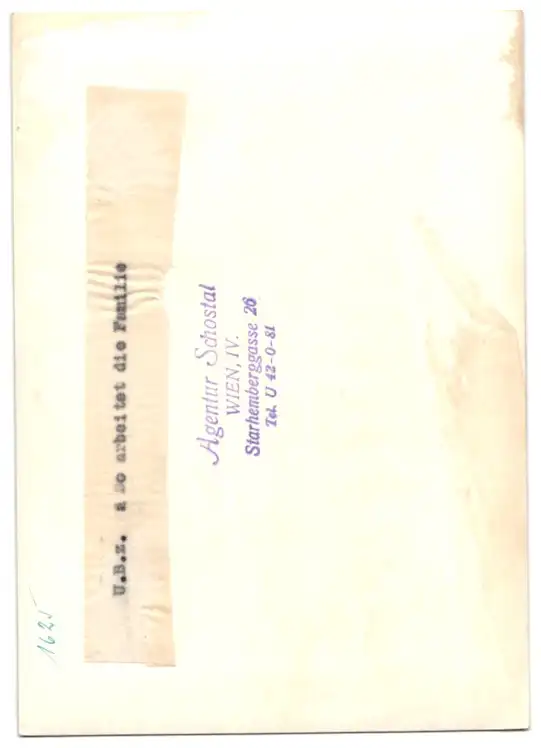 U.B.z. a So arbeitet die Familie
Agentur Schostal
WIEN, IV.
Starhemberggasse 26
Tel. U 42-0-81
1625